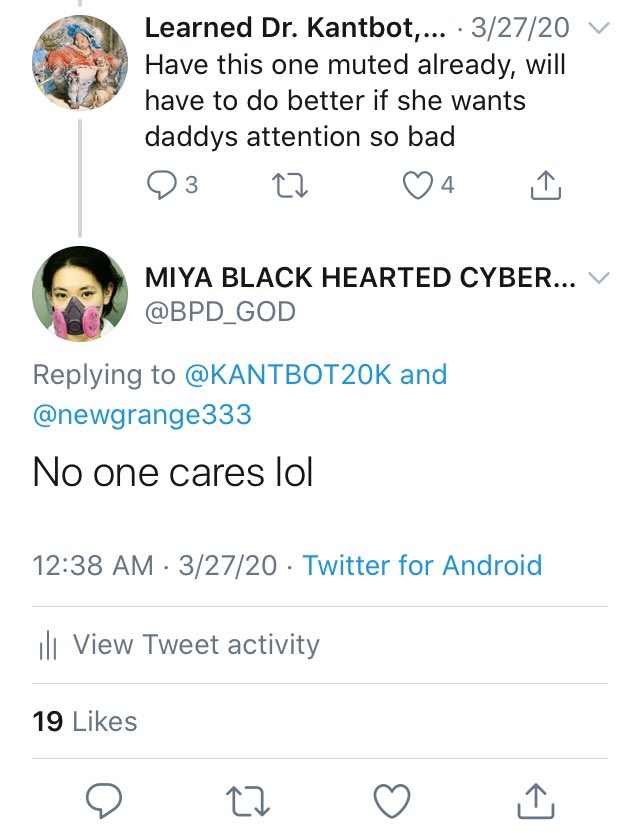 Learned Dr. Kantbot,... · 3/27/20
Have this one muted already, will
have to do better if she wants
daddys attention so bad
3 4
MIYA BLACK HEARTED CYBER...
@BPD_GOD
Replying to @KANTBOT20K and
@newgrange333
No one cares lol
12:38 AM · 3/27/20 · Twitter for Android
View Tweet activity
19 Likes